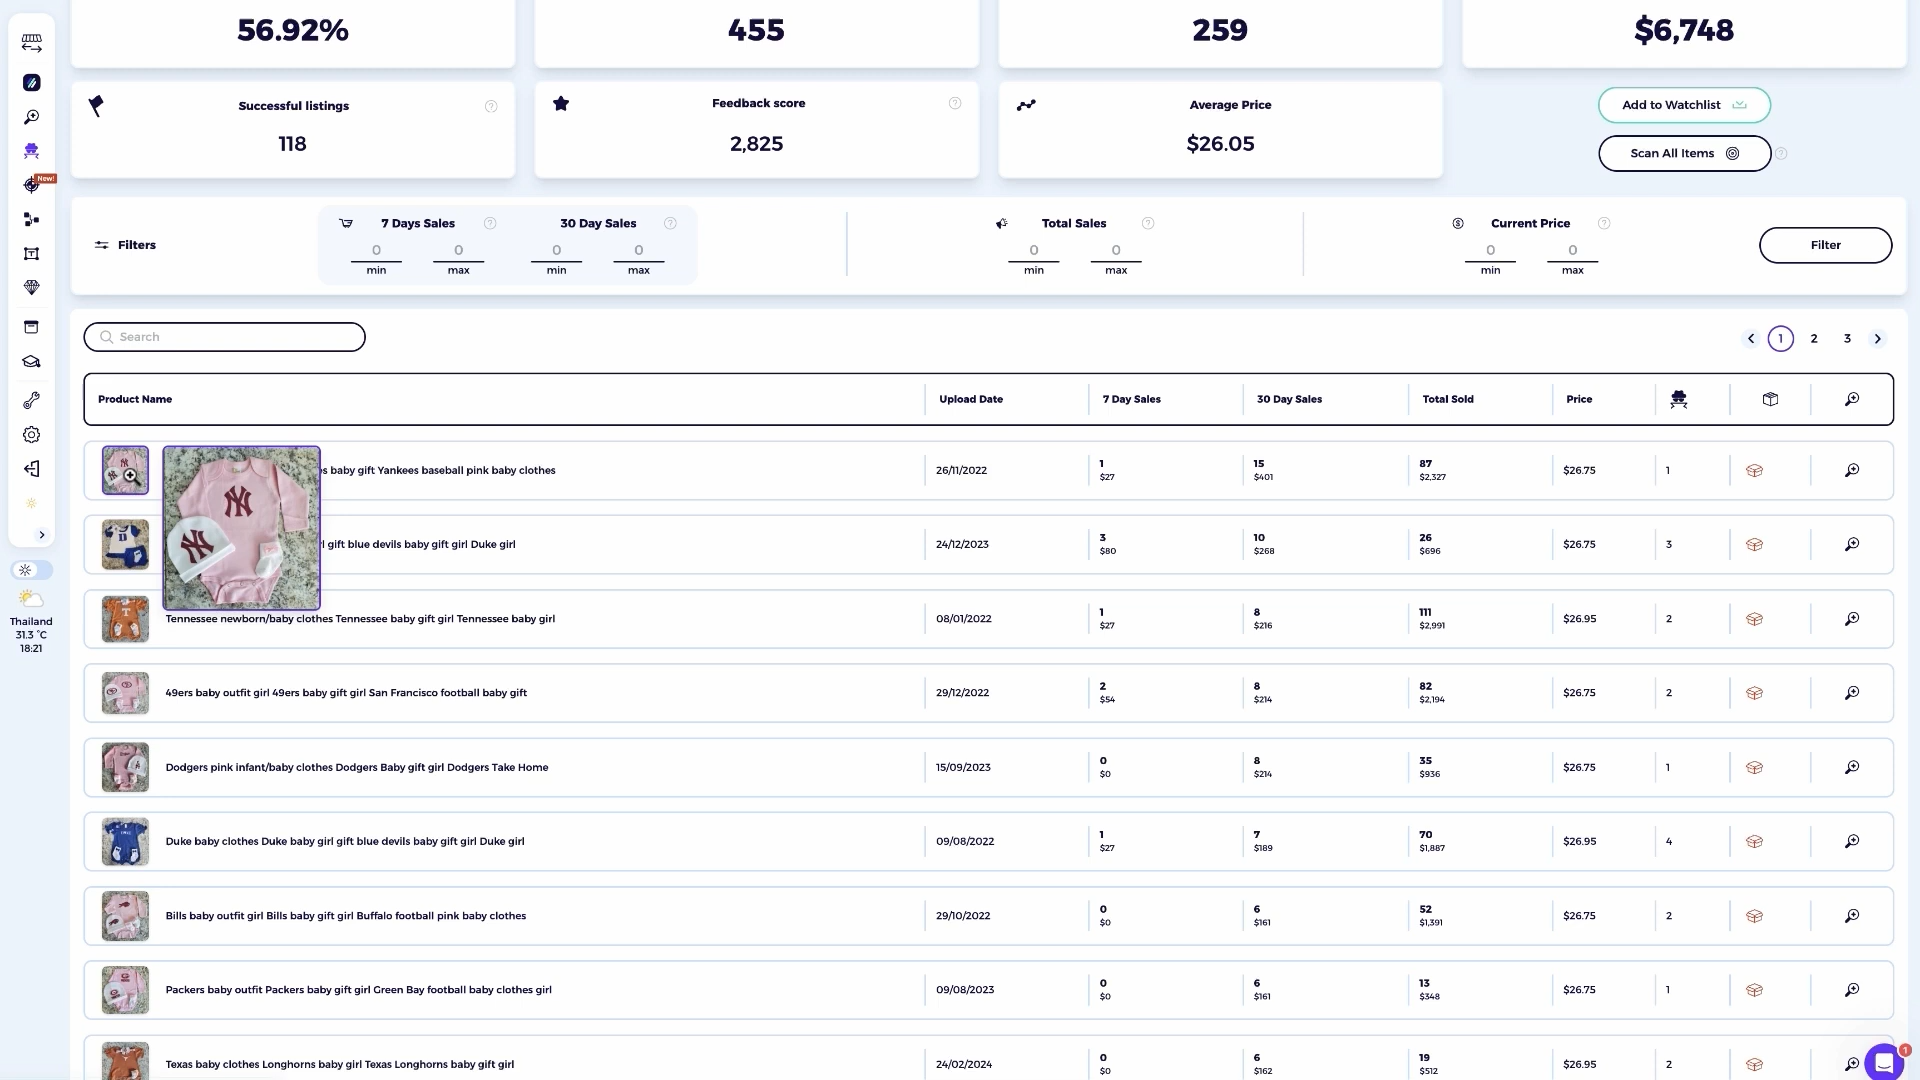 56.92%
455
259
$6,748
Successful listings
118
Feedback score
2,825
Average Price
$26.05
Add to Watchlist
Scan All Items
New!
Filters
7 Days Sales
30 Day Sales
Total Sales
Current Price
0 0 0 0 0 0 0 0
min max min max min max min max
Filter
Search
1 2 3
Product Name Upload Date 7 Day Sales 30 Day Sales Total Sold Price
s baby gift Yankees baseball pink baby clothes 26/11/2022 1 15 87 $26.75 1
$27 $401 $2,327
l gift blue devils baby gift girl Duke girl 24/12/2023 3 10 26 $26.75 3
$80 $268 $696
Tennessee newborn/baby clothes Tennessee baby gift girl Tennessee baby girl 08/01/2022 1 8 111 $26.95 2
$27 $216 $2,991
49ers baby outfit girl 49ers baby gift girl San Francisco football baby gift 29/12/2022 2 8 82 $26.75 2
$54 $214 $2,194
Dodgers pink infant/baby clothes Dodgers Baby gift girl Dodgers Take Home 15/09/2023 0 8 35 $26.75 1
$0 $214 $936
Duke baby clothes Duke baby girl gift blue devils baby gift girl Duke girl 09/08/2022 1 7 70 $26.95 4
$27 $189 $1,887
Bills baby outfit girl Bills baby gift girl Buffalo football pink baby clothes 29/10/2022 0 6 52 $26.75 2
$0 $161 $1,391
Packers baby outfit Packers baby gift girl Green Bay football baby clothes girl 09/08/2023 0 6 13 $26.75 1
$0 $161 $348
Texas baby clothes Longhorns baby girl Texas Longhorns baby gift girl 24/02/2024 0 6 19 $26.95 2
$0 $162 $512
Thailand
31.3 °C
18:21
NY
NY
1